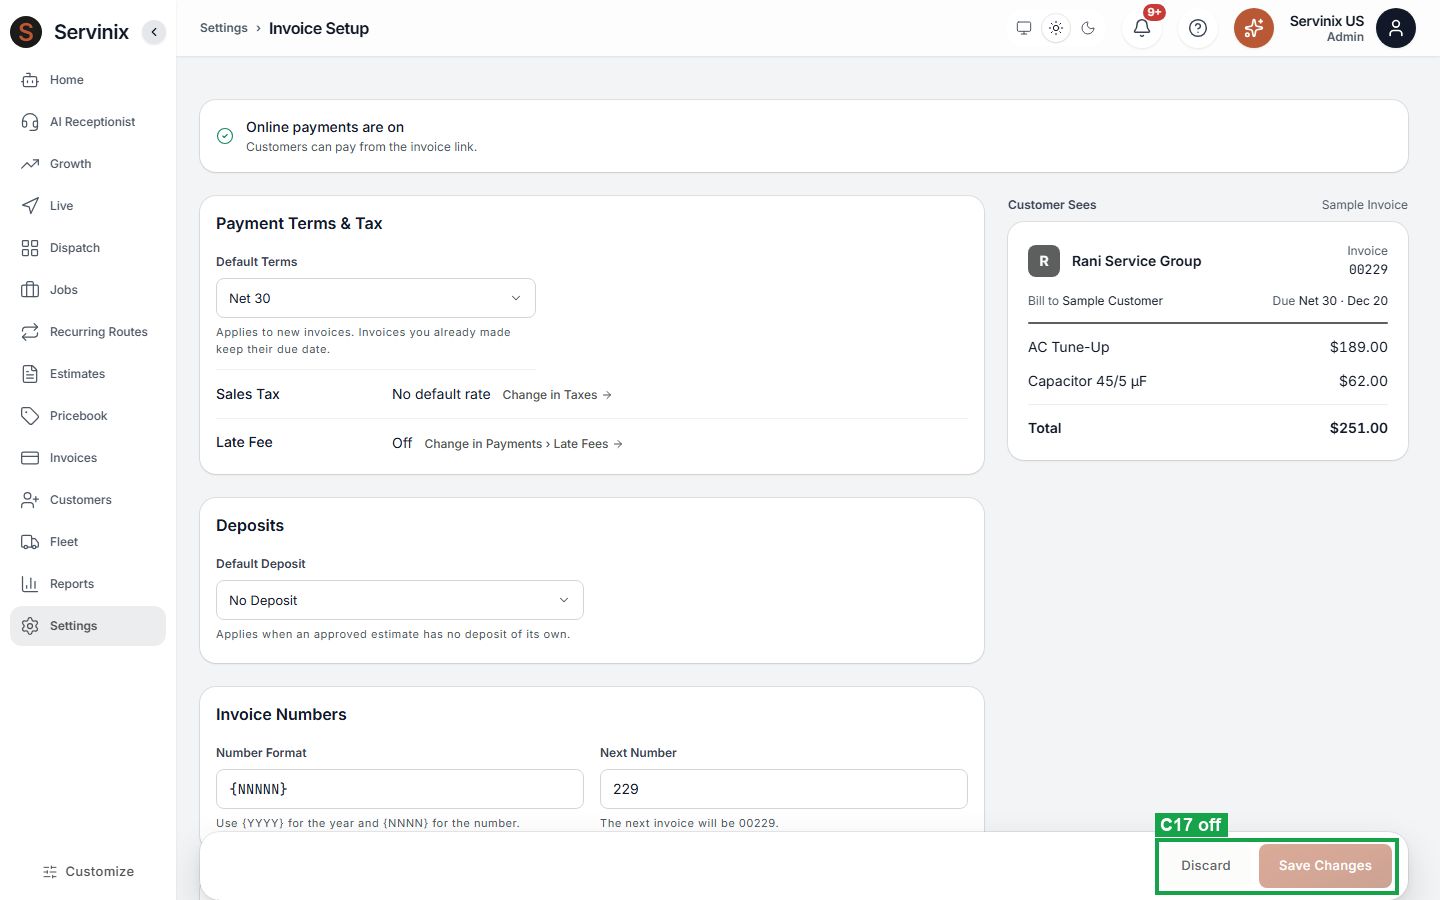 S Servinix
Settings › Invoice Setup
9+
Servinix US
Admin
Home
AI Receptionist
Growth
Live
Dispatch
Jobs
Recurring Routes
Estimates
Pricebook
Invoices
Customers
Fleet
Reports
Settings
Customize
Online payments are on
Customers can pay from the invoice link.
Payment Terms & Tax
Default Terms
Net 30
Applies to new invoices. Invoices you already made
keep their due date.
Sales Tax No default rate Change in Taxes →
Late Fee Off Change in Payments › Late Fees →
Deposits
Default Deposit
No Deposit
Applies when an approved estimate has no deposit of its own.
Invoice Numbers
Number Format Next Number
{NNNNN} 229
Use {YYYY} for the year and {NNNN} for the number. The next invoice will be 00229.
Customer Sees Sample Invoice
R Rani Service Group Invoice
00229
Bill to Sample Customer Due Net 30 · Dec 20
AC Tune-Up $189.00
Capacitor 45/5 µF $62.00
Total $251.00
C17 off
Discard Save Changes